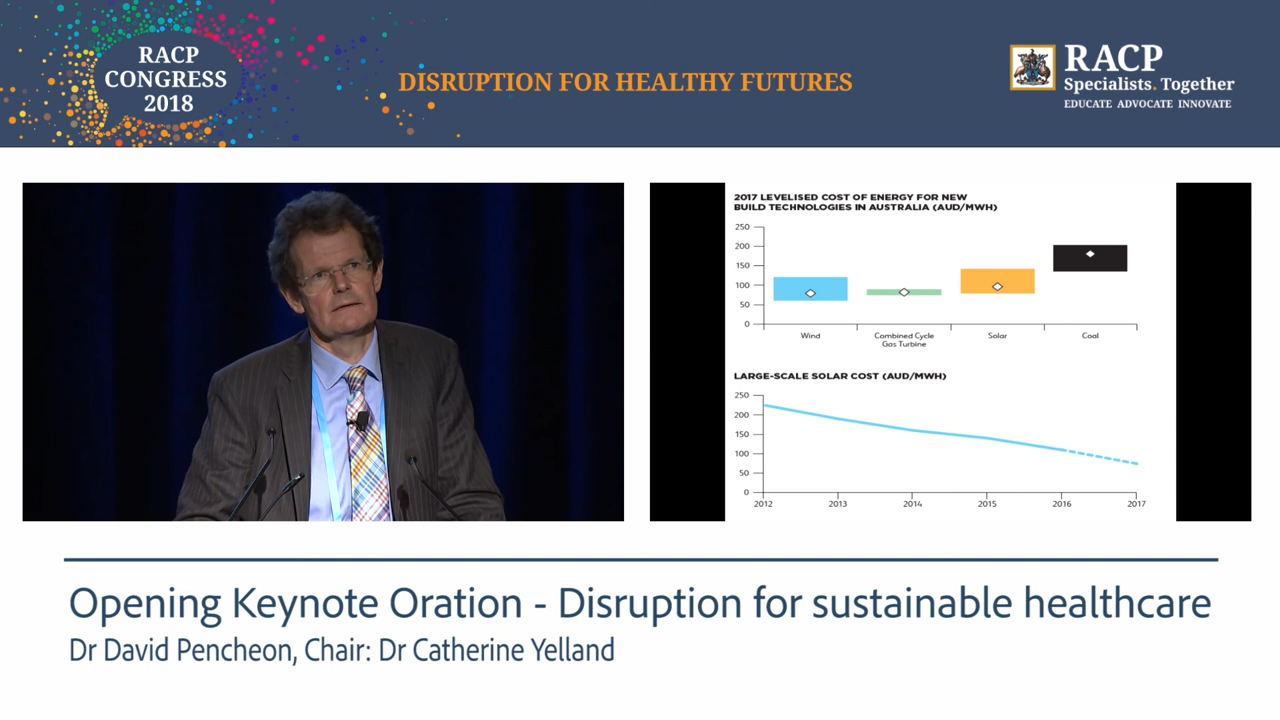 RACP
CONGRESS
2018
DISRUPTION FOR HEALTHY FUTURES
RACP
Specialists. Together
EDUCATE ADVOCATE INNOVATE
2017 LEVELISED COST OF ENERGY FOR NEW
BUILD TECHNOLOGIES IN AUSTRALIA (AUD/MWH)
250
200
150
100
50
0
Wind
Combined Cycle
Gas Turbine
Solar
Coal
LARGE-SCALE SOLAR COST (AUD/MWH)
250
200
150
100
50
0
2012
2013
2014
2015
2016
2017
Opening Keynote Oration - Disruption for sustainable healthcare
Dr David Pencheon, Chair: Dr Catherine Yelland